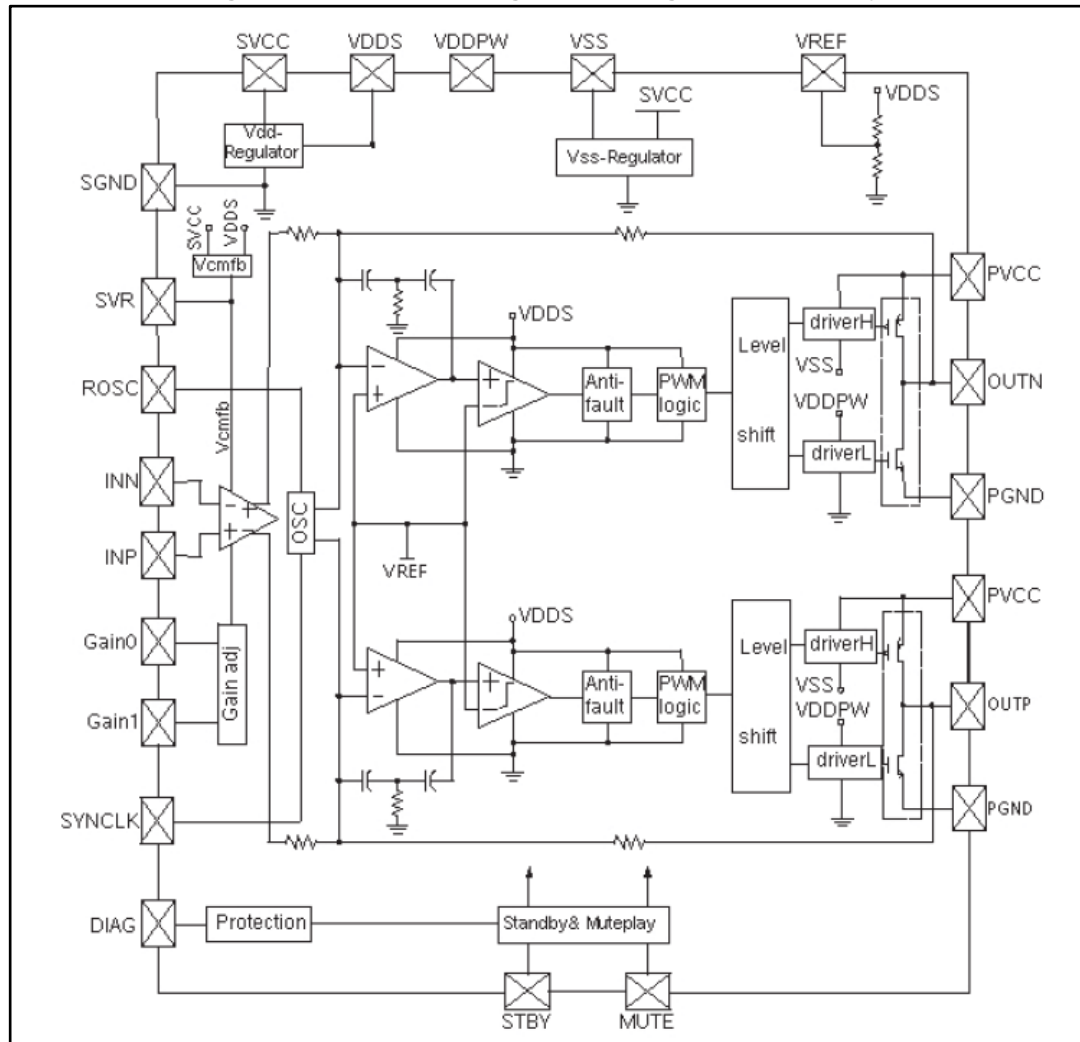 SVCC
VDDS
VDDPW
VSS
VREF
SVCC
VDDS
Vdd-
Regulator
Vss-Regulator
SGND
SVCC
VDDS
Vcmfb
SVR
PVCC
VDDS
driverH
Level
VSS
ROSC
Anti-
fault
PWM
logic
OUTN
Vcmfb
VDDPW
shift
driverL
INN
- +
+ -
OSC
PGND
INP
VREF
PVCC
VDDS
Gain0
Level
driverH
Gain adj
Anti-
fault
PWM
logic
VSS
VDDPW
OUTP
Gain1
shift
driverL
SYNCLK
PGND
DIAG
Protection
Standby& Muteplay
STBY
MUTE